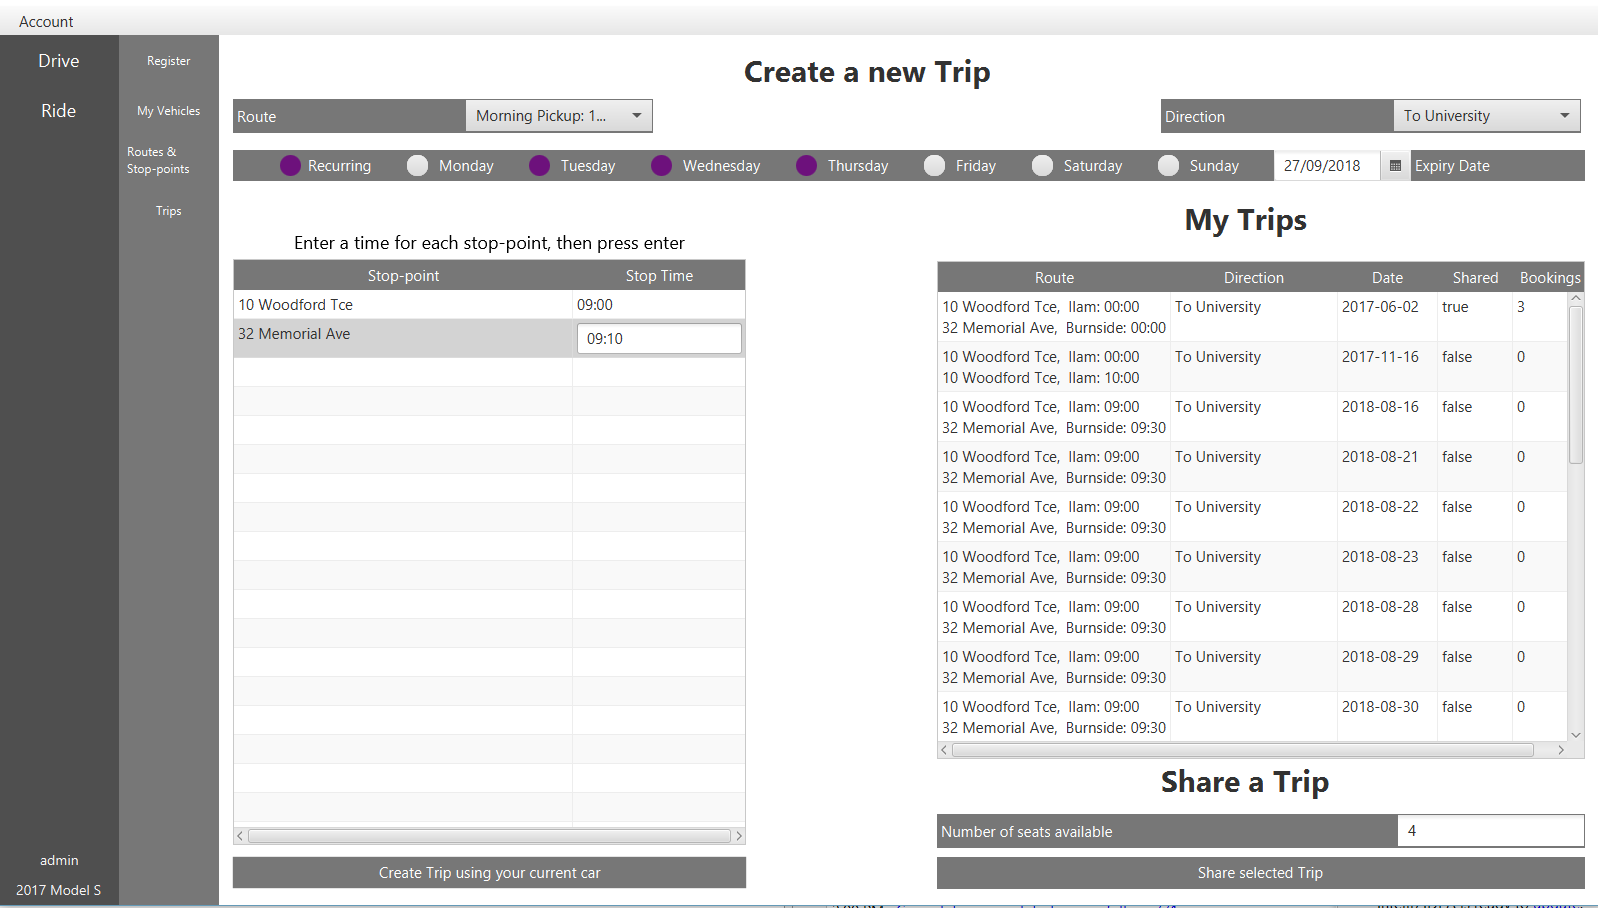 Account
Drive
Ride
Register
My Vehicles
Routes &
Stop-points
Trips
admin
2017 Model S
Create a new Trip
Route Morning Pickup: 1... Direction To University
Recurring Monday Tuesday Wednesday Thursday Friday Saturday Sunday 27/09/2018 Expiry Date
Enter a time for each stop-point, then press enter
Stop-point Stop Time
10 Woodford Tce 09:00
32 Memorial Ave 09:10
Create Trip using your current car
My Trips
Route Direction Date Shared Bookings
10 Woodford Tce, Ilam: 00:00 To University 2017-06-02 true 3
32 Memorial Ave, Burnside: 00:00
10 Woodford Tce, Ilam: 00:00 To University 2017-11-16 false 0
10 Woodford Tce, Ilam: 10:00
10 Woodford Tce, Ilam: 09:00 To University 2018-08-16 false 0
32 Memorial Ave, Burnside: 09:30
10 Woodford Tce, Ilam: 09:00 To University 2018-08-21 false 0
32 Memorial Ave, Burnside: 09:30
10 Woodford Tce, Ilam: 09:00 To University 2018-08-22 false 0
32 Memorial Ave, Burnside: 09:30
10 Woodford Tce, Ilam: 09:00 To University 2018-08-23 false 0
32 Memorial Ave, Burnside: 09:30
10 Woodford Tce, Ilam: 09:00 To University 2018-08-28 false 0
32 Memorial Ave, Burnside: 09:30
10 Woodford Tce, Ilam: 09:00 To University 2018-08-29 false 0
32 Memorial Ave, Burnside: 09:30
10 Woodford Tce, Ilam: 09:00 To University 2018-08-30 false 0
32 Memorial Ave, Burnside: 09:30
Share a Trip
Number of seats available 4
Share selected Trip